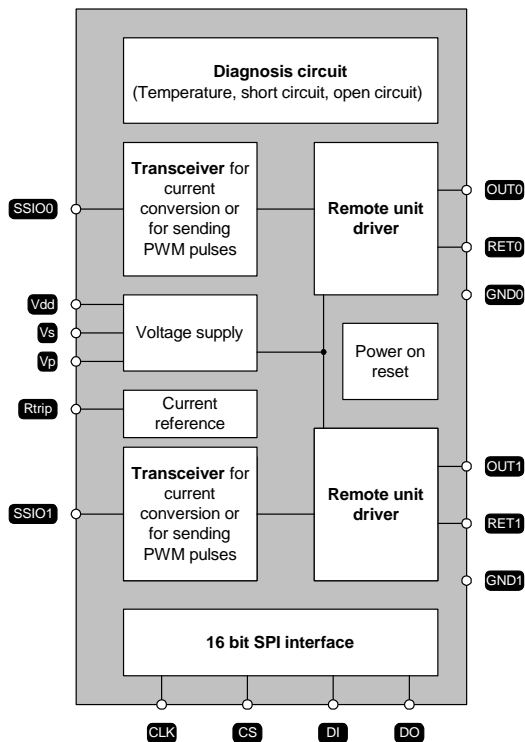 Diagnosis circuit
(Temperature, short circuit, open circuit)
Transceiver for
current
conversion or
for sending
PWM pulses
Remote unit
driver
SSIO0
OUT0
RET0
GND0
Vdd
Vs
Vp
Voltage supply
Power on
reset
Rtrip
Current
reference
Transceiver for
current
conversion or
for sending
PWM pulses
Remote unit
driver
SSIO1
OUT1
RET1
GND1
16 bit SPI interface
CLK
CS
DI
DO